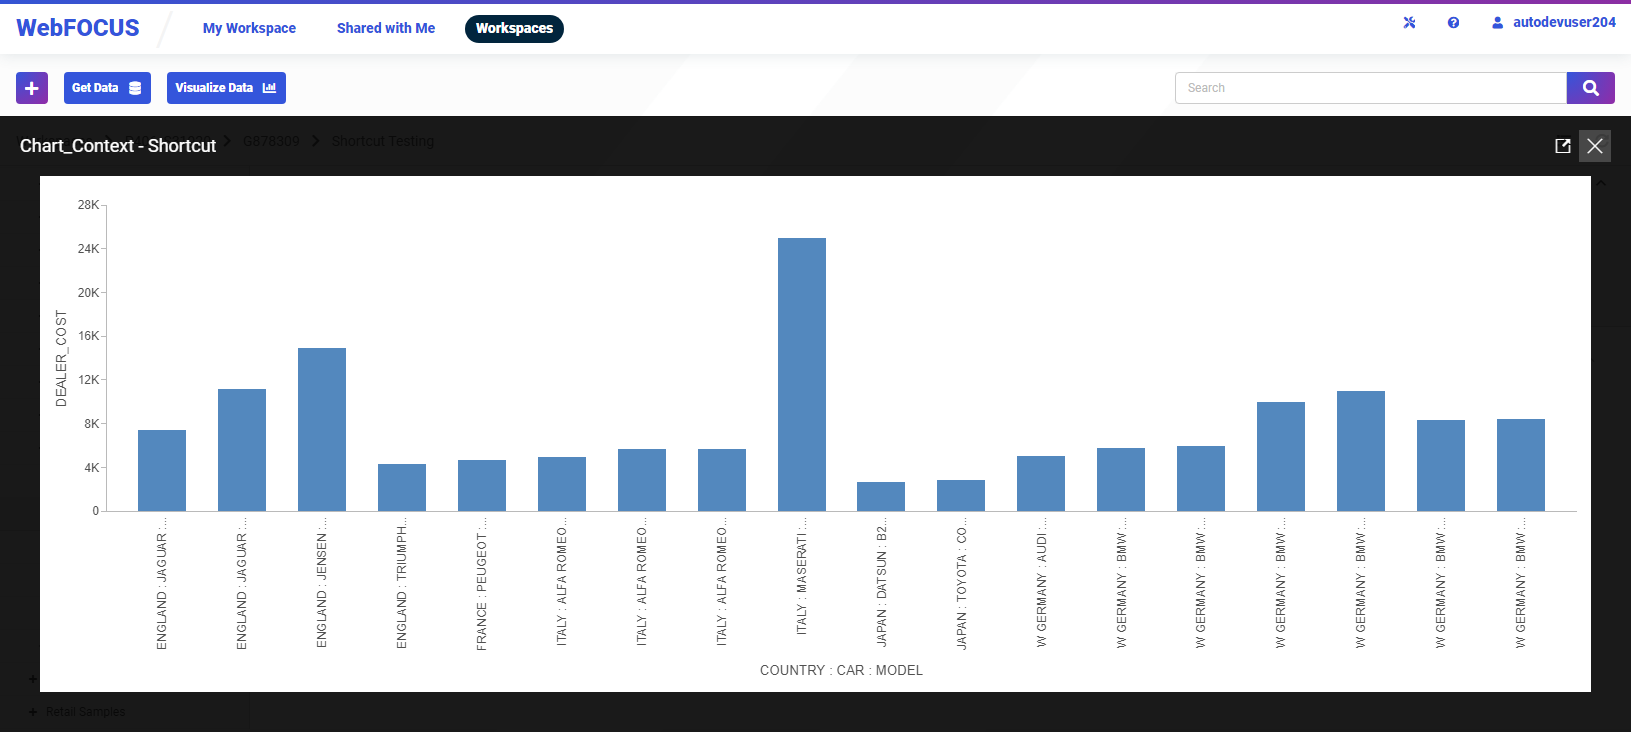 WebFOCUS
My Workspace
Shared with Me
Workspaces
autodevuser204
Get Data
Visualize Data
Search
G878309
Shortcut Testing
Chart_Context - Shortcut
28K
24K
20K
16K
12K
8K
4K
0
DEALER_COST
ENGLAND : JAGUAR :...
ENGLAND : JAGUAR :...
ENGLAND : JENSEN :...
ENGLAND : TRIUMPH...
FRANCE : PEUGEOT :...
ITALY : ALFA ROMEO...
ITALY : ALFA ROMEO...
ITALY : ALFA ROMEO...
ITALY : MASERATI :...
JAPAN : DATSUN : B2...
JAPAN : TOYOTA : CO...
W GERMANY : AUDI :...
W GERMANY : BMW :...
W GERMANY : BMW :...
W GERMANY : BMW :...
W GERMANY : BMW :...
W GERMANY : BMW :...
W GERMANY : BMW :...
COUNTRY : CAR : MODEL
Retail Samples